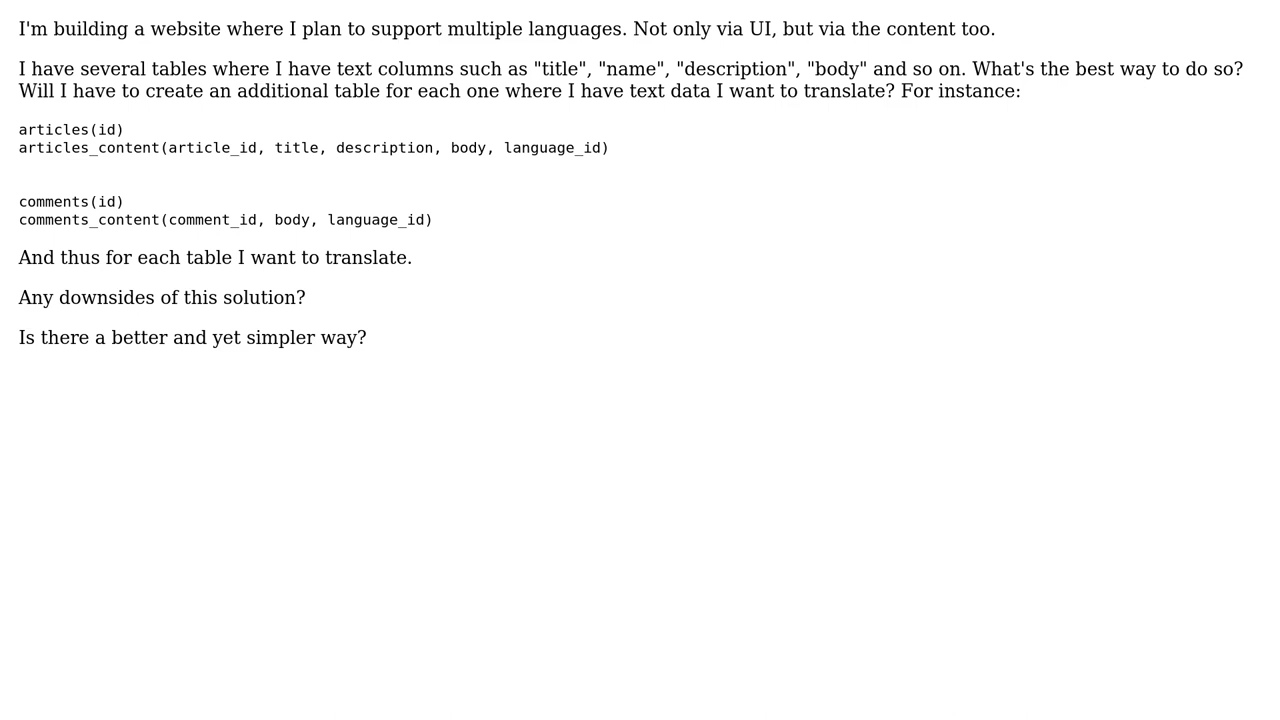 I'm building a website where I plan to support multiple languages. Not only via UI, but via the content too.
I have several tables where I have text columns such as "title", "name", "description", "body" and so on. What's the best way to do so?
Will I have to create an additional table for each one where I have text data I want to translate? For instance:
articles(id)
articles_content(article_id, title, description, body, language_id)
comments(id)
comments_content(comment_id, body, language_id)
And thus for each table I want to translate.
Any downsides of this solution?
Is there a better and yet simpler way?